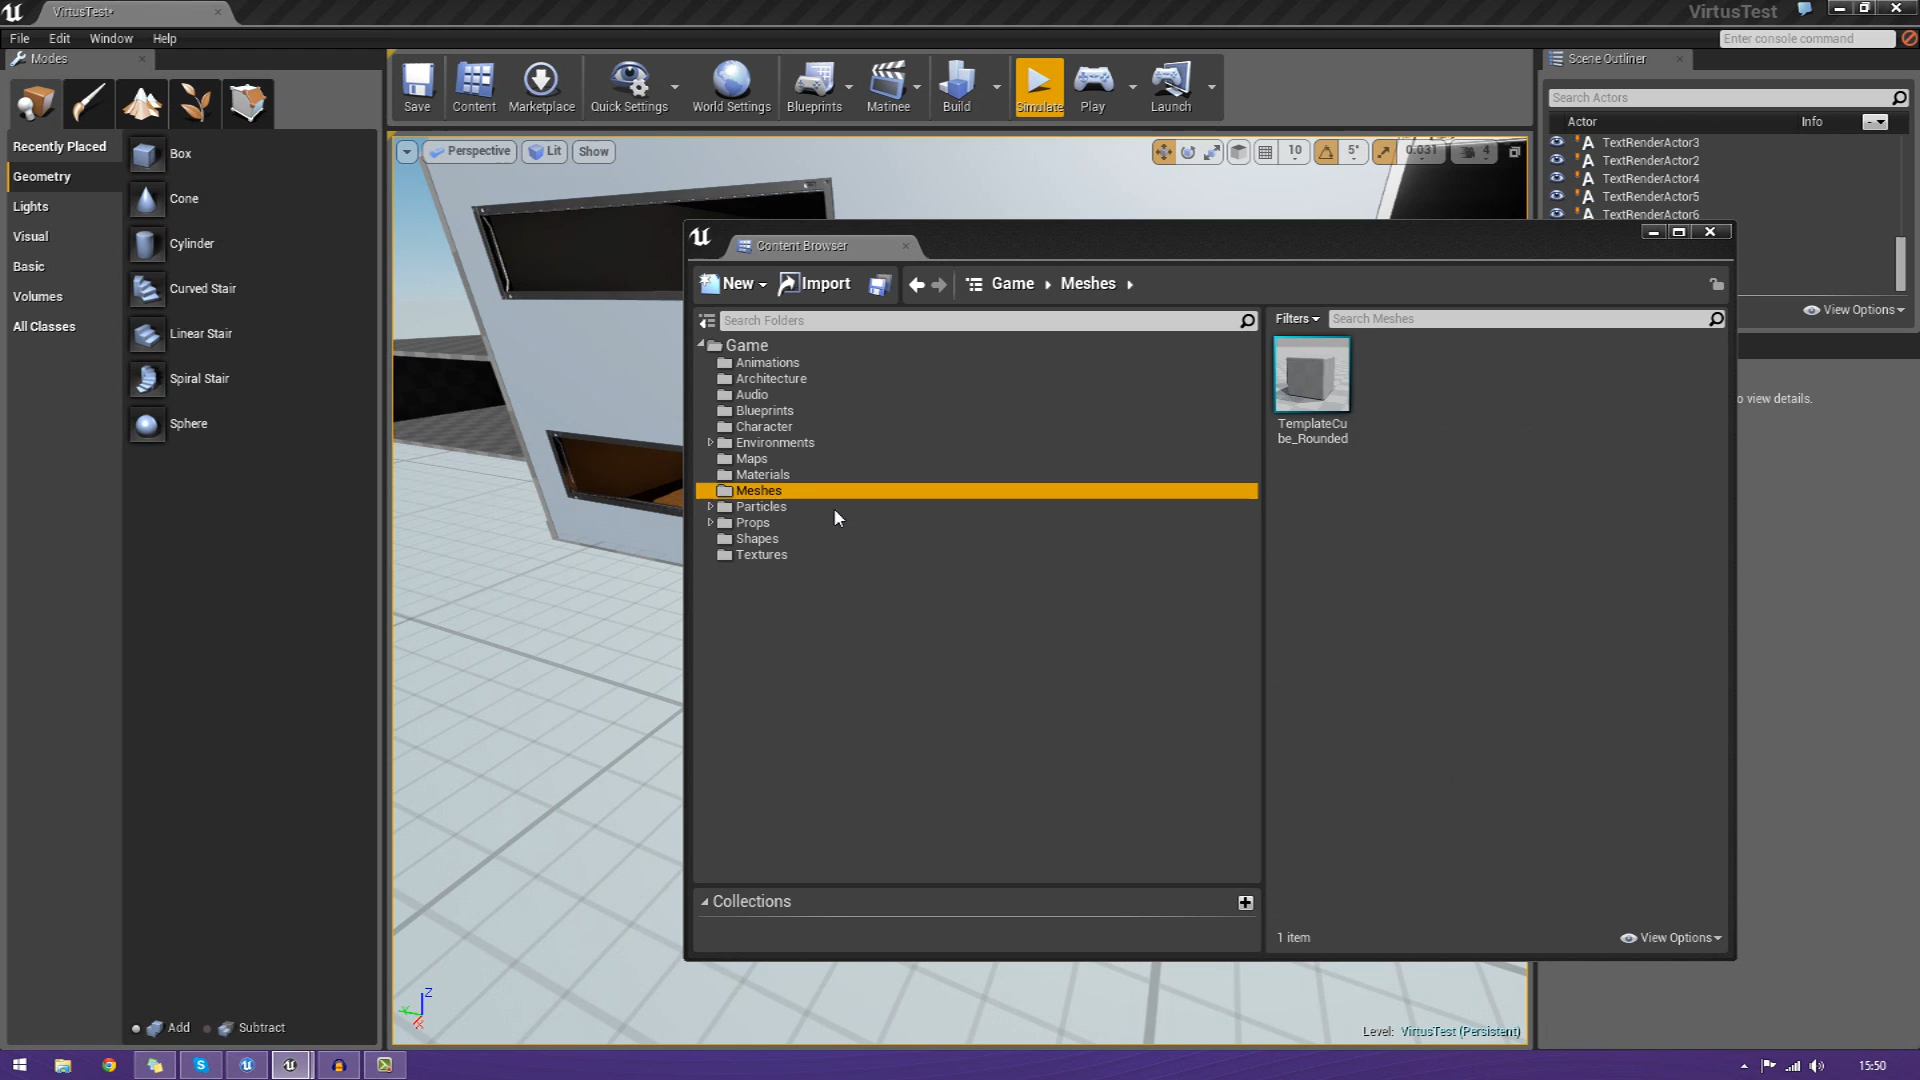 VirtusTest*
VirtusTest
File Edit Window Help
Enter console command
Modes
Save
Content
Marketplace
Quick Settings
World Settings
Blueprints
Matinee
Build
Simulate
Play
Launch
Scene Outliner
Search Actors
Actor Info
TextRenderActor3
TextRenderActor2
TextRenderActor4
TextRenderActor5
TextRenderActor6
View Options
o view details.
Recently Placed
Geometry
Lights
Visual
Basic
Volumes
All Classes
Box
Cone
Cylinder
Curved Stair
Linear Stair
Spiral Stair
Sphere
Add Subtract
Perspective Lit Show
10 5° 0.031 4
Content Browser
New Import Game Meshes
Search Folders
Game
Animations
Architecture
Audio
Blueprints
Character
Environments
Maps
Materials
Meshes
Particles
Props
Shapes
Textures
Collections
Filters Search Meshes
TemplateCu
be_Rounded
1 item View Options
Z
Level: VirtusTest (Persistent)
15:50